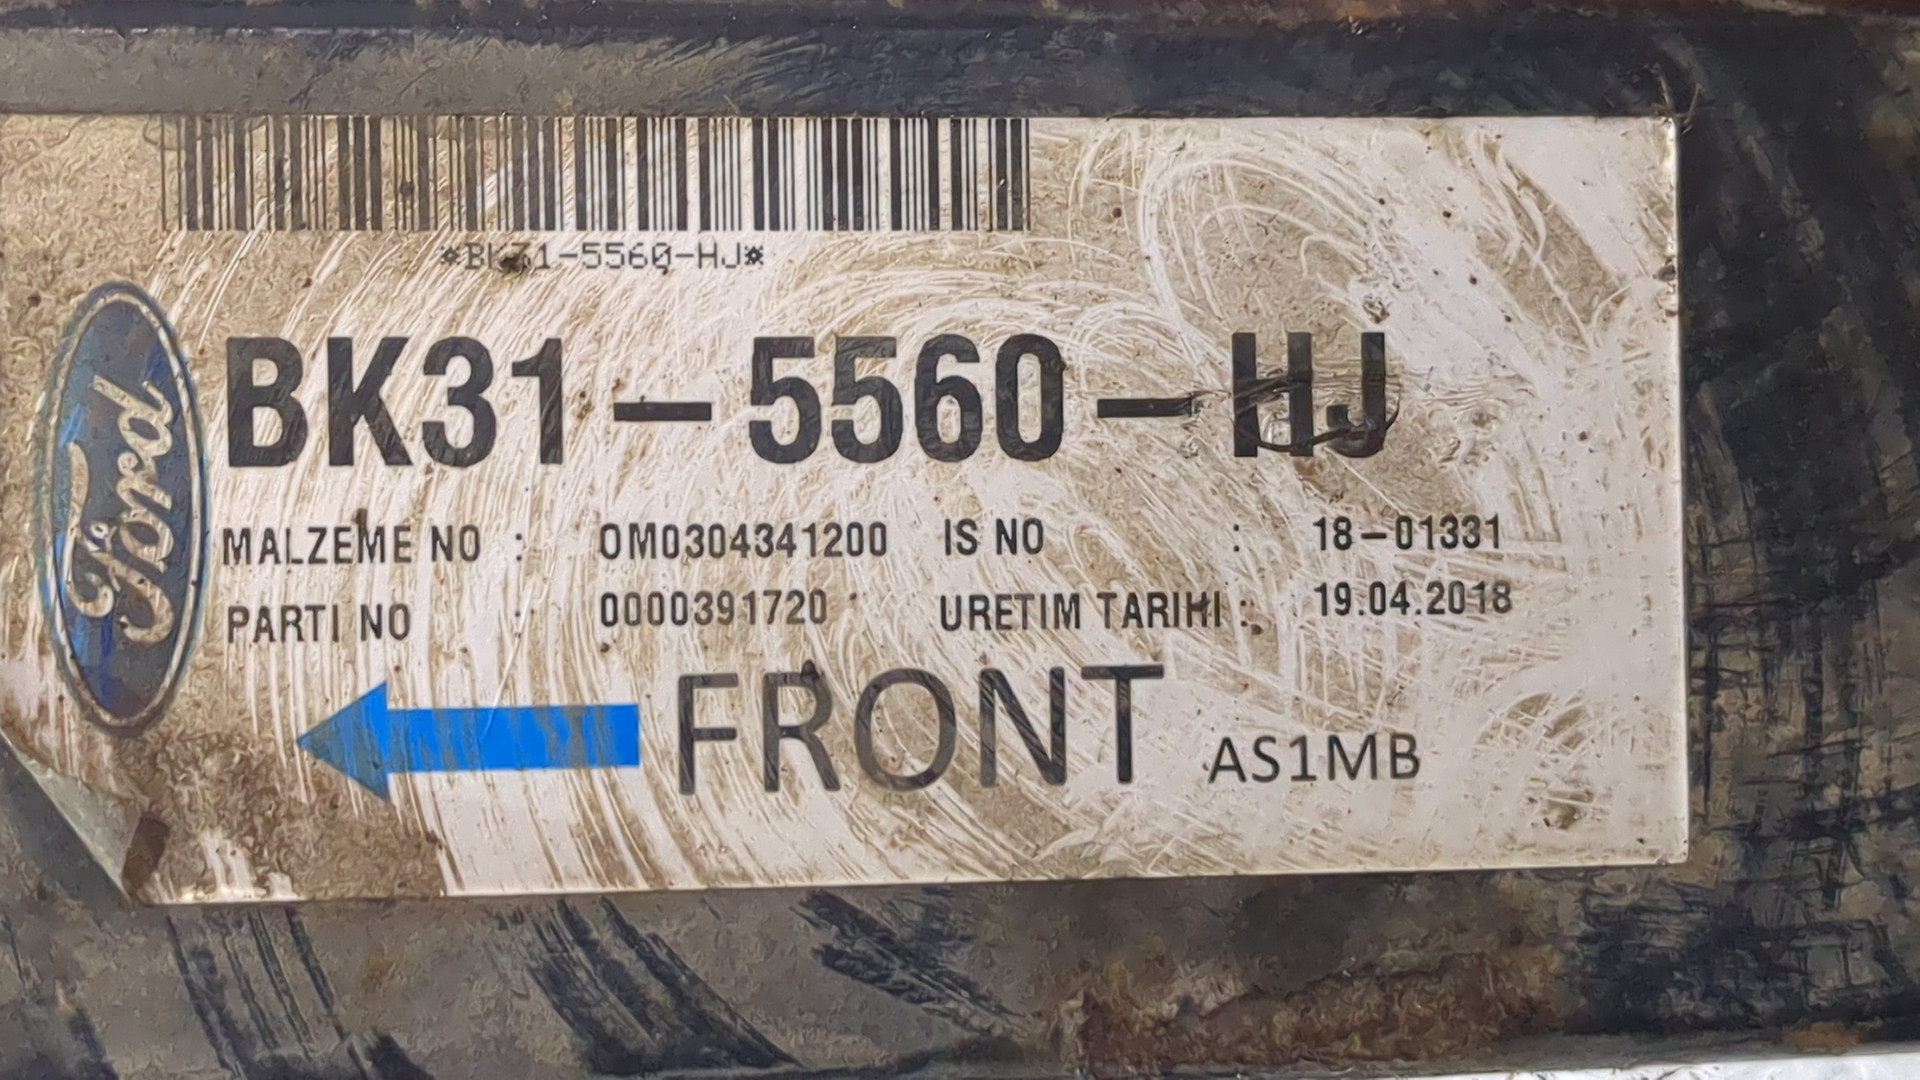 *BK31-5560-HJ*
Ford
BK31-5560-HJ
MALZEME NO : 0M0304341200 IS NO : 18-01331
PARTI NO : 0000391720 URETIM TARIHI : 19.04.2018
FRONT AS1MB